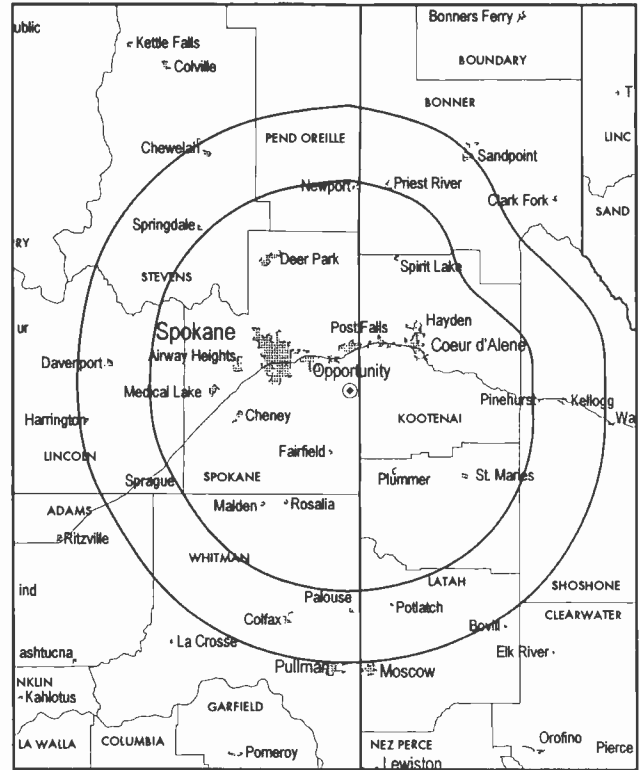 ublic
Bonners Ferry
Kettle Falls
Colville
BOUNDARY
BONNER
T
LINC
PEND OREILLE
Chewelah
Sandpoint
Newport
Priest River
Clark Fork
SAND
Springdale
RY
Deer Park
Spirit Lake
STEVENS
ur
Spokane
Post Falls
Hayden
Coeur d'Alene
Davenport
Airway Heights
Opportunity
Medical Lake
Pinehurst
Kellogg
Wa
Harrington
Cheney
KOOTENAI
LINCOLN
Fairfield
Sprague
SPOKANE
Plummer
St. Maries
ADAMS
Malden
Rosalia
Ritzville
WHITMAN
ind
LATAH
SHOSHONE
Palouse
Potlatch
CLEARWATER
Colfax
Bovill
ashtucna
La Crosse
Elk River
Pullman
Moscow
NKLIN
Kahlotus
GARFIELD
LA WALLA
COLUMBIA
Pomeroy
NEZ PERCE
Orofino
Pierce
Lewiston